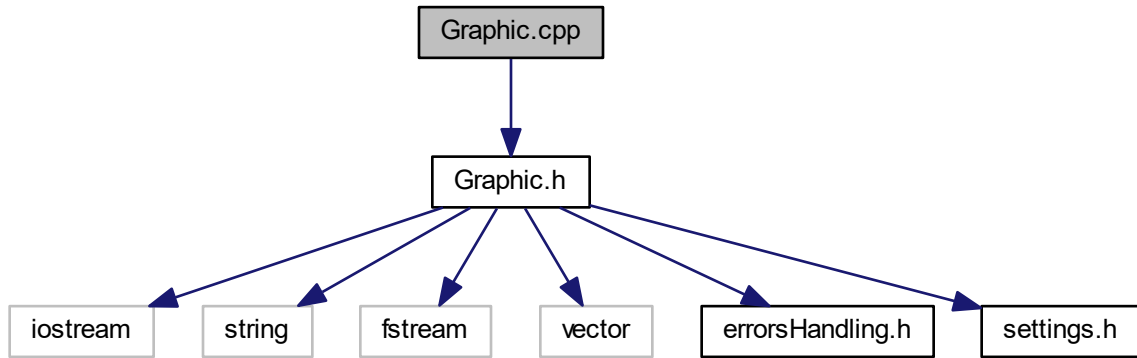 Graphic.cpp
Graphic.h
iostream
string
fstream
vector
errorsHandling.h
settings.h